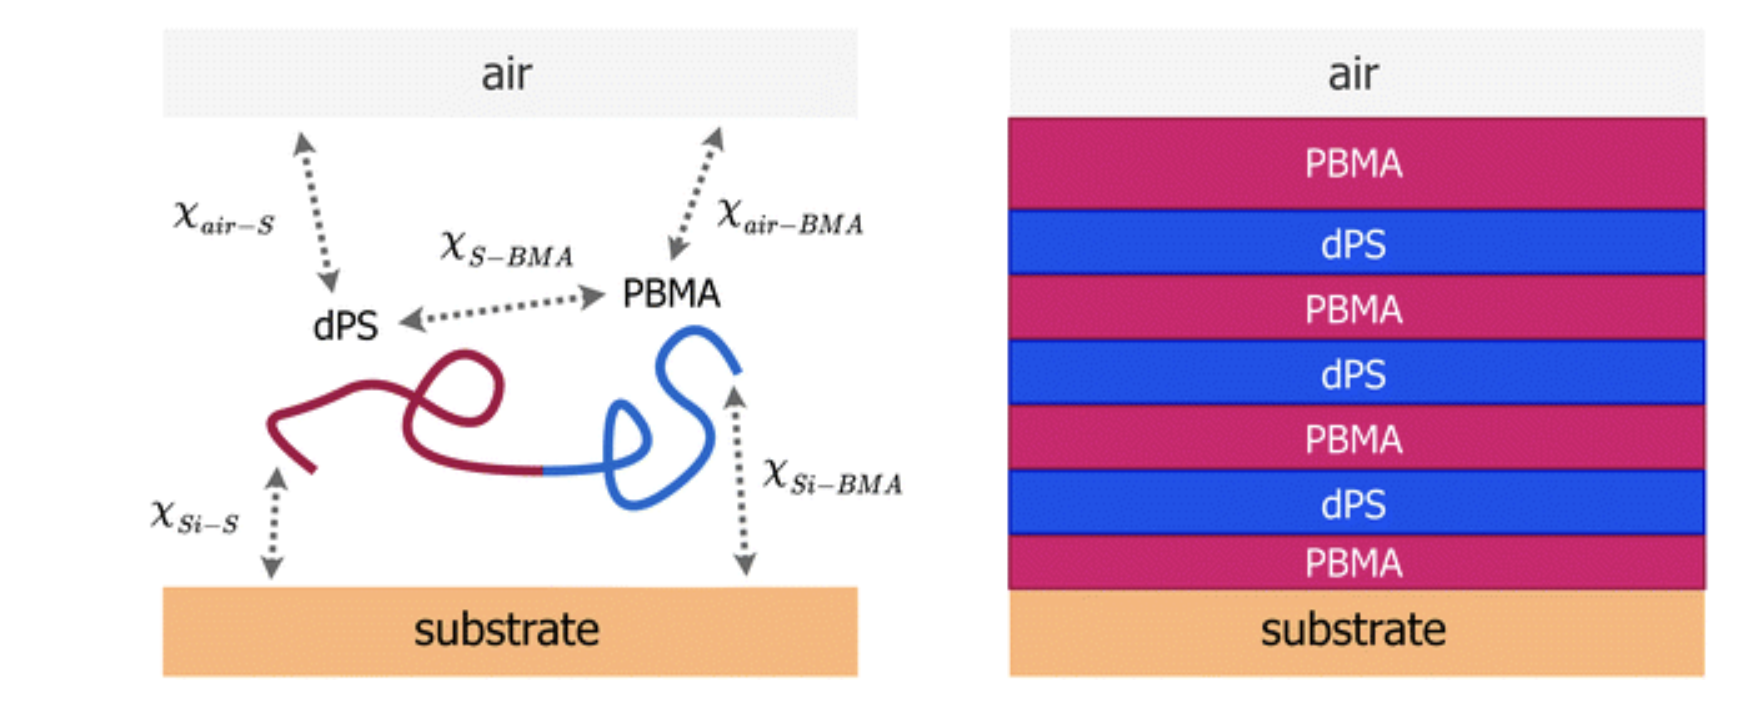 air
χair−S
χS−BMA
χair−BMA
dPS
PBMA
χSi−S
χSi−BMA
substrate
air
PBMA
dPS
PBMA
dPS
PBMA
dPS
PBMA
substrate